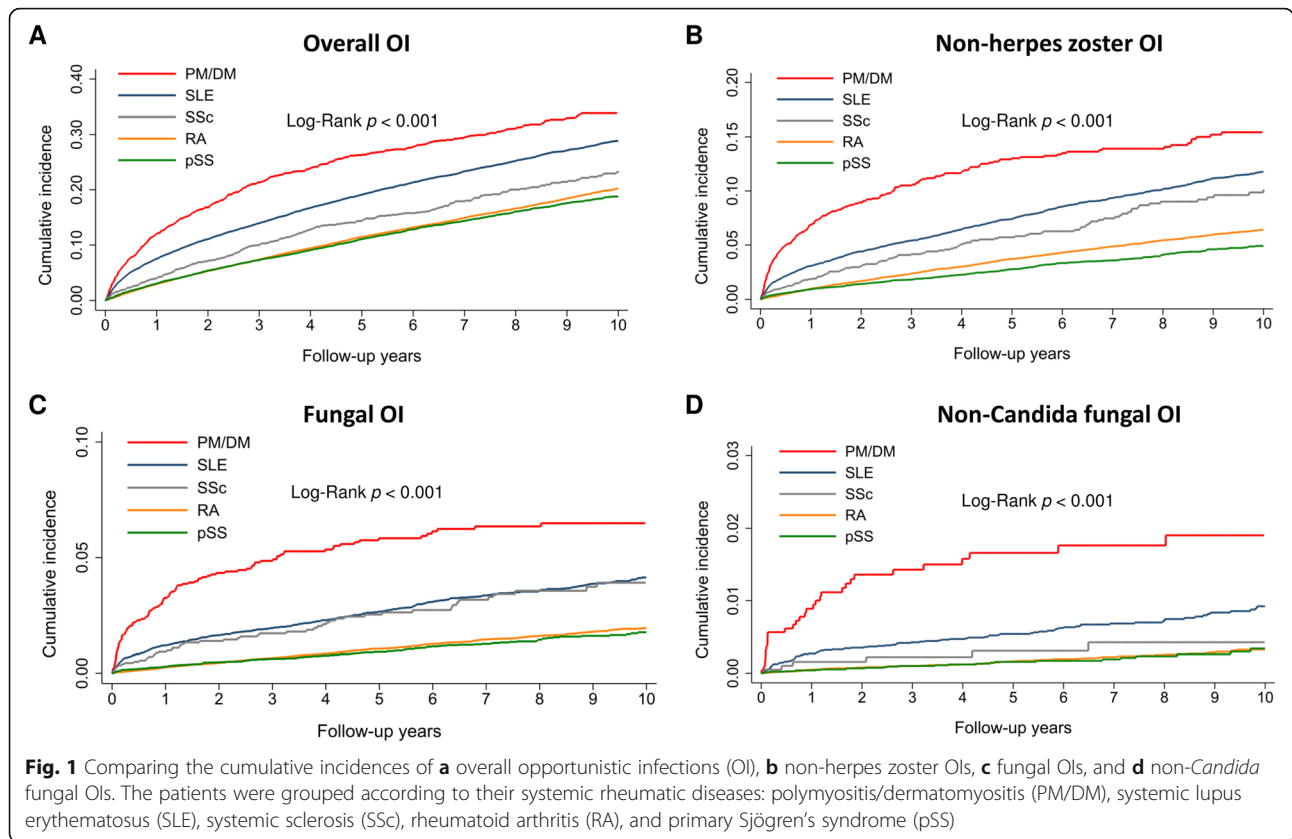 A
Overall OI
PM/DM
SLE
SSc
RA
pSS
Log-Rank p < 0.001
Cumulative incidence
0.40
0.30
0.20
0.10
0.00
0 1 2 3 4 5 6 7 8 9 10
Follow-up years
B
Non-herpes zoster OI
PM/DM
SLE
SSc
RA
pSS
Log-Rank p < 0.001
Cumulative incidence
0.20
0.15
0.10
0.05
0.00
0 1 2 3 4 5 6 7 8 9 10
Follow-up years
C
Fungal OI
PM/DM
SLE
SSc
RA
pSS
Log-Rank p < 0.001
Cumulative incidence
0.10
0.05
0.00
0 1 2 3 4 5 6 7 8 9 10
Follow-up years
D
Non-Candida fungal OI
PM/DM
SLE
SSc
RA
pSS
Log-Rank p < 0.001
Cumulative incidence
0.03
0.02
0.01
0.00
0 1 2 3 4 5 6 7 8 9 10
Follow-up years
Fig. 1 Comparing the cumulative incidences of a overall opportunistic infections (OI), b non-herpes zoster OIs, c fungal OIs, and d non-Candida
fungal OIs. The patients were grouped according to their systemic rheumatic diseases: polymyositis/dermatomyositis (PM/DM), systemic lupus
erythematosus (SLE), systemic sclerosis (SSc), rheumatoid arthritis (RA), and primary Sjögren's syndrome (pSS)